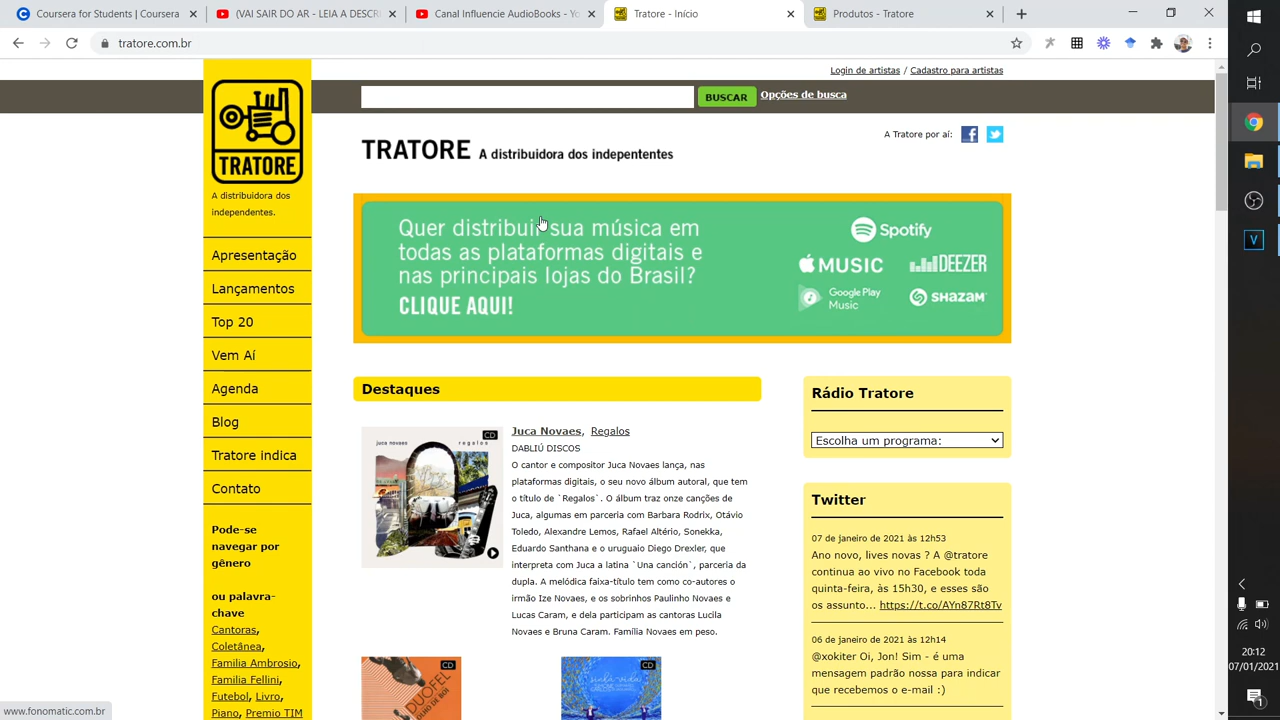 Coursera for Students | Coursera
(VAI SAIR DO AR - LEIA A DESCRI
Canal Influencie AudioBooks - Yo
Tratore - Início
Produtos - Tratore
tratore.com.br
Login de artistas / Cadastro para artistas
BUSCAR
Opções de busca
TRATORE
A distribuidora dos
independentes.
Apresentação
Lançamentos
Top 20
Vem Aí
Agenda
Blog
Tratore indica
Contato
Pode-se
navegar por
gênero
ou palavra-
chave
Cantoras,
Coletânea,
Familia Ambrosio,
Familia Fellini,
Futebol, Livro,
Piano, Premio TIM
TRATORE A distribuidora dos indepententes
A Tratore por aí:
Quer distribuir sua música em
todas as plataformas digitais e
nas principais lojas do Brasil?
CLIQUE AQUI!
Spotify
MUSIC
DEEZER
Google Play
Music
SHAZAM
Destaques
CD
juca novaes
regalos
Juca Novaes, Regalos
DABLIÚ DISCOS
O cantor e compositor Juca Novaes lança, nas
plataformas digitais, o seu novo álbum autoral, que tem
o título de `Regalos`. O álbum traz onze canções de
Juca, algumas em parceria com Barbara Rodrix, Otávio
Toledo, Alexandre Lemos, Rafael Altério, Sonekka,
Eduardo Santhana e o uruguaio Diego Drexler, que
interpreta com Juca a latina `Una canción`, parceria da
dupla. A melódica faixa-título tem como co-autores o
irmão Ize Novaes, e os sobrinhos Paulinho Novaes e
Lucas Caram, e dela participam as cantoras Lucila
Novaes e Bruna Caram. Família Novaes em peso.
CD
DUOFEL
CD
Rádio Tratore
Escolha um programa:
Twitter
07 de janeiro de 2021 às 12h53
Ano novo, lives novas ? A @tratore
continua ao vivo no Facebook toda
quinta-feira, às 15h30, e esses são
os assunto... https://t.co/AYn87Rt8Tv
06 de janeiro de 2021 às 12h14
@xokiter Oi, Jon! Sim - é uma
mensagem padrão nossa para indicar
que recebemos o e-mail :)
www.fonomatic.com.br
20:12
07/01/2021